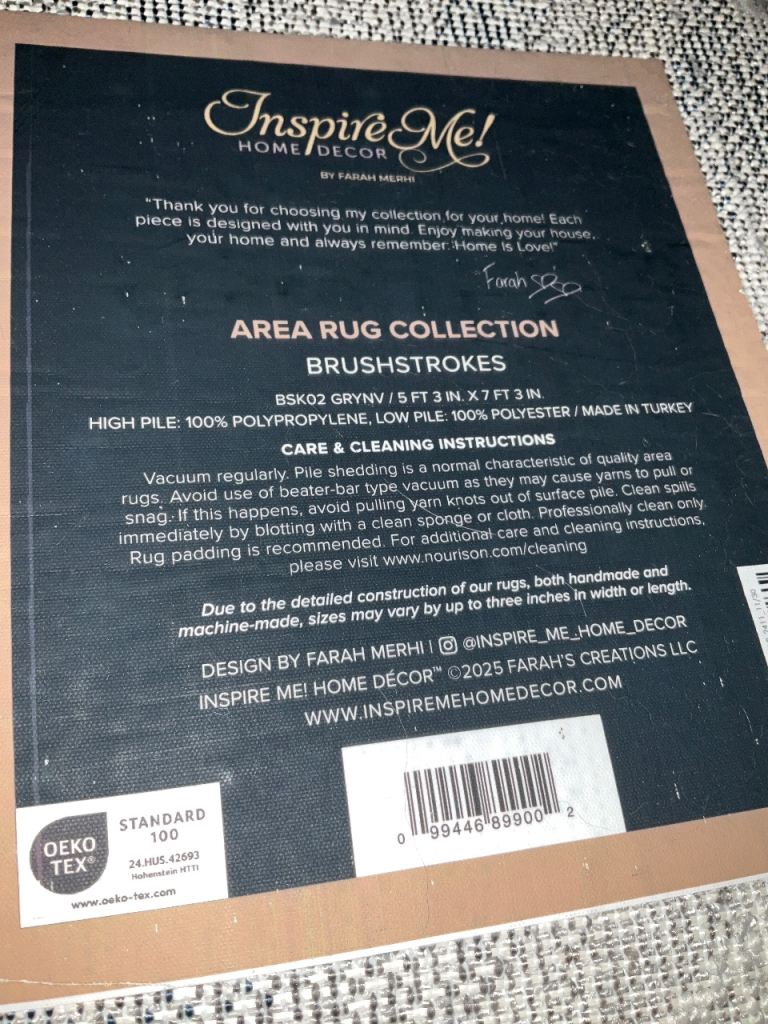 Inspire Me!
HOME DECOR
BY FARAH MERHI
"Thank you for choosing my collection for your home! Each
piece is designed with you in mind. Enjoy making your house,
your home and always remember: Home Is Love!"
Farah
AREA RUG COLLECTION
BRUSHSTROKES
BSK02 GRYNV / 5 FT 3 IN. X 7 FT 3 IN.
HIGH PILE: 100% POLYPROPYLENE, LOW PILE: 100% POLYESTER / MADE IN TURKEY
CARE & CLEANING INSTRUCTIONS
Vacuum regularly. Pile shedding is a normal characteristic of quality area
rugs. Avoid use of beater-bar type vacuum as they may cause yarns to pull or
snag. If this happens, avoid pulling yarn knots out of surface pile. Clean spills
immediately by blotting with a clean sponge or cloth. Professionally clean only.
Rug padding is recommended. For additional care and cleaning instructions,
please visit www.nourison.com/cleaning
Due to the detailed construction of our rugs, both handmade and
machine-made, sizes may vary by up to three inches in width or length.
DESIGN BY FARAH MERHI | @INSPIRE_ME_HOME_DECOR
INSPIRE ME! HOME DÉCOR™ ©2025 FARAH'S CREATIONS LLC
WWW.INSPIREMEHOMEDECOR.COM
0 99446 89900 2
OEKO
TEX®
STANDARD
100
24.HUS.42693
Hohenstein HTTI
www.oeko-tex.com